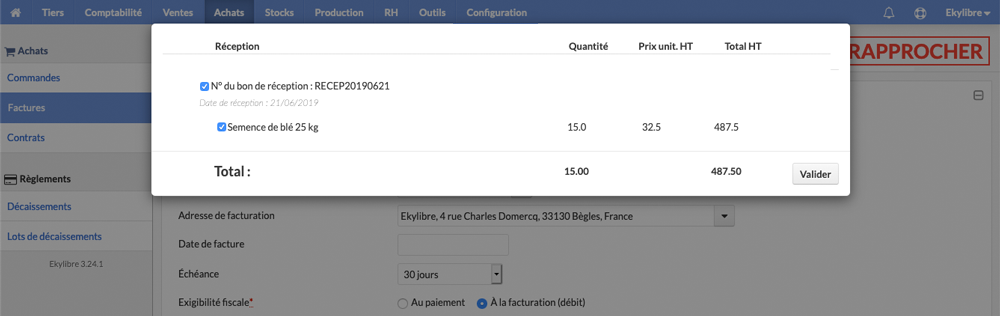 Tiers Comptabilité Ventes Achats Stocks Production RH Outils Configuration Ekylibre
Achats
Commandes
Factures
Contrats
Règlements
Décaissements
Lots de décaissements
Ekylibre 3.24.1
RAPPROCHER
Réception Quantité Prix unit. HT Total HT
N° du bon de réception : RECEP20190621
Date de réception : 21/06/2019
Semence de blé 25 kg 15.0 32.5 487.5
Total : 15.00 487.50 Valider
Adresse de facturation Ekylibre, 4 rue Charles Domercq, 33130 Bègles, France
Date de facture
Échéance 30 jours
Exigibilité fiscale* Au paiement À la facturation (débit)